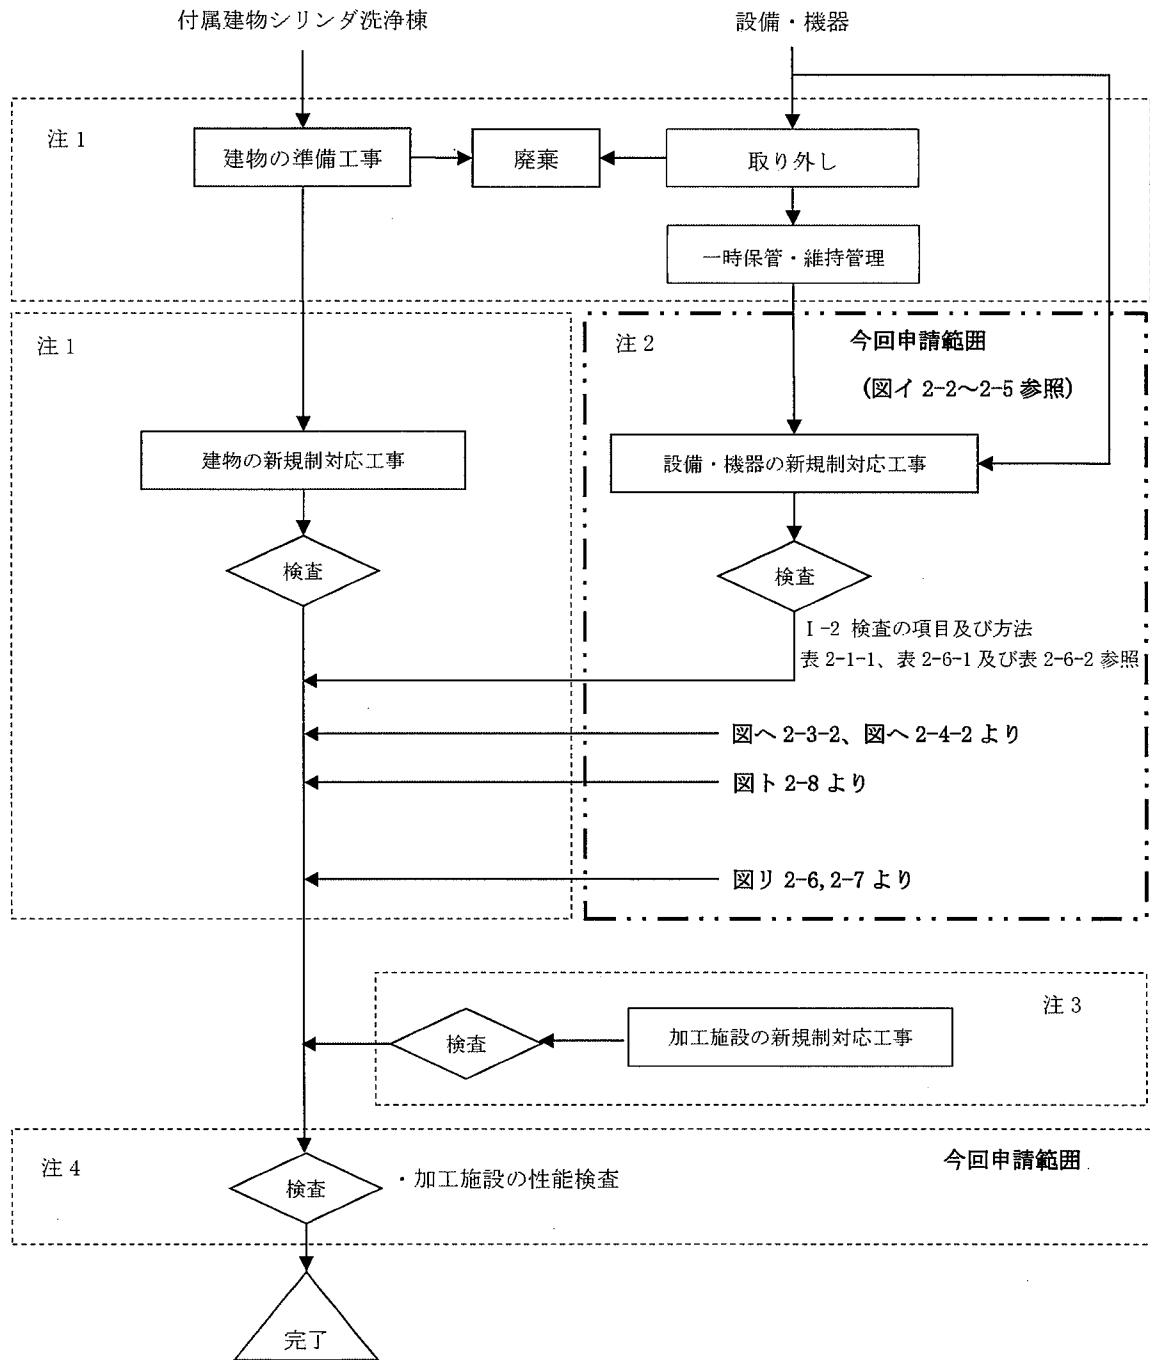 付属建物シリンダ洗浄棟
設備・機器
注 1
建物の準備工事
廃棄
取り外し
一時保管・維持管理
注 1
注 2
今回申請範囲
(図イ 2-2～2-5 参照)
建物の新規制対応工事
設備・機器の新規制対応工事
検査
検査
Ⅰ-2 検査の項目及び方法
表 2-1-1、表 2-6-1 及び表 2-6-2 参照
図ヘ 2-3-2、図ヘ 2-4-2 より
図ト 2-8 より
図リ 2-6, 2-7 より
注 3
検査
加工施設の新規制対応工事
注 4
今回申請範囲
検査
・加工施設の性能検査
完了